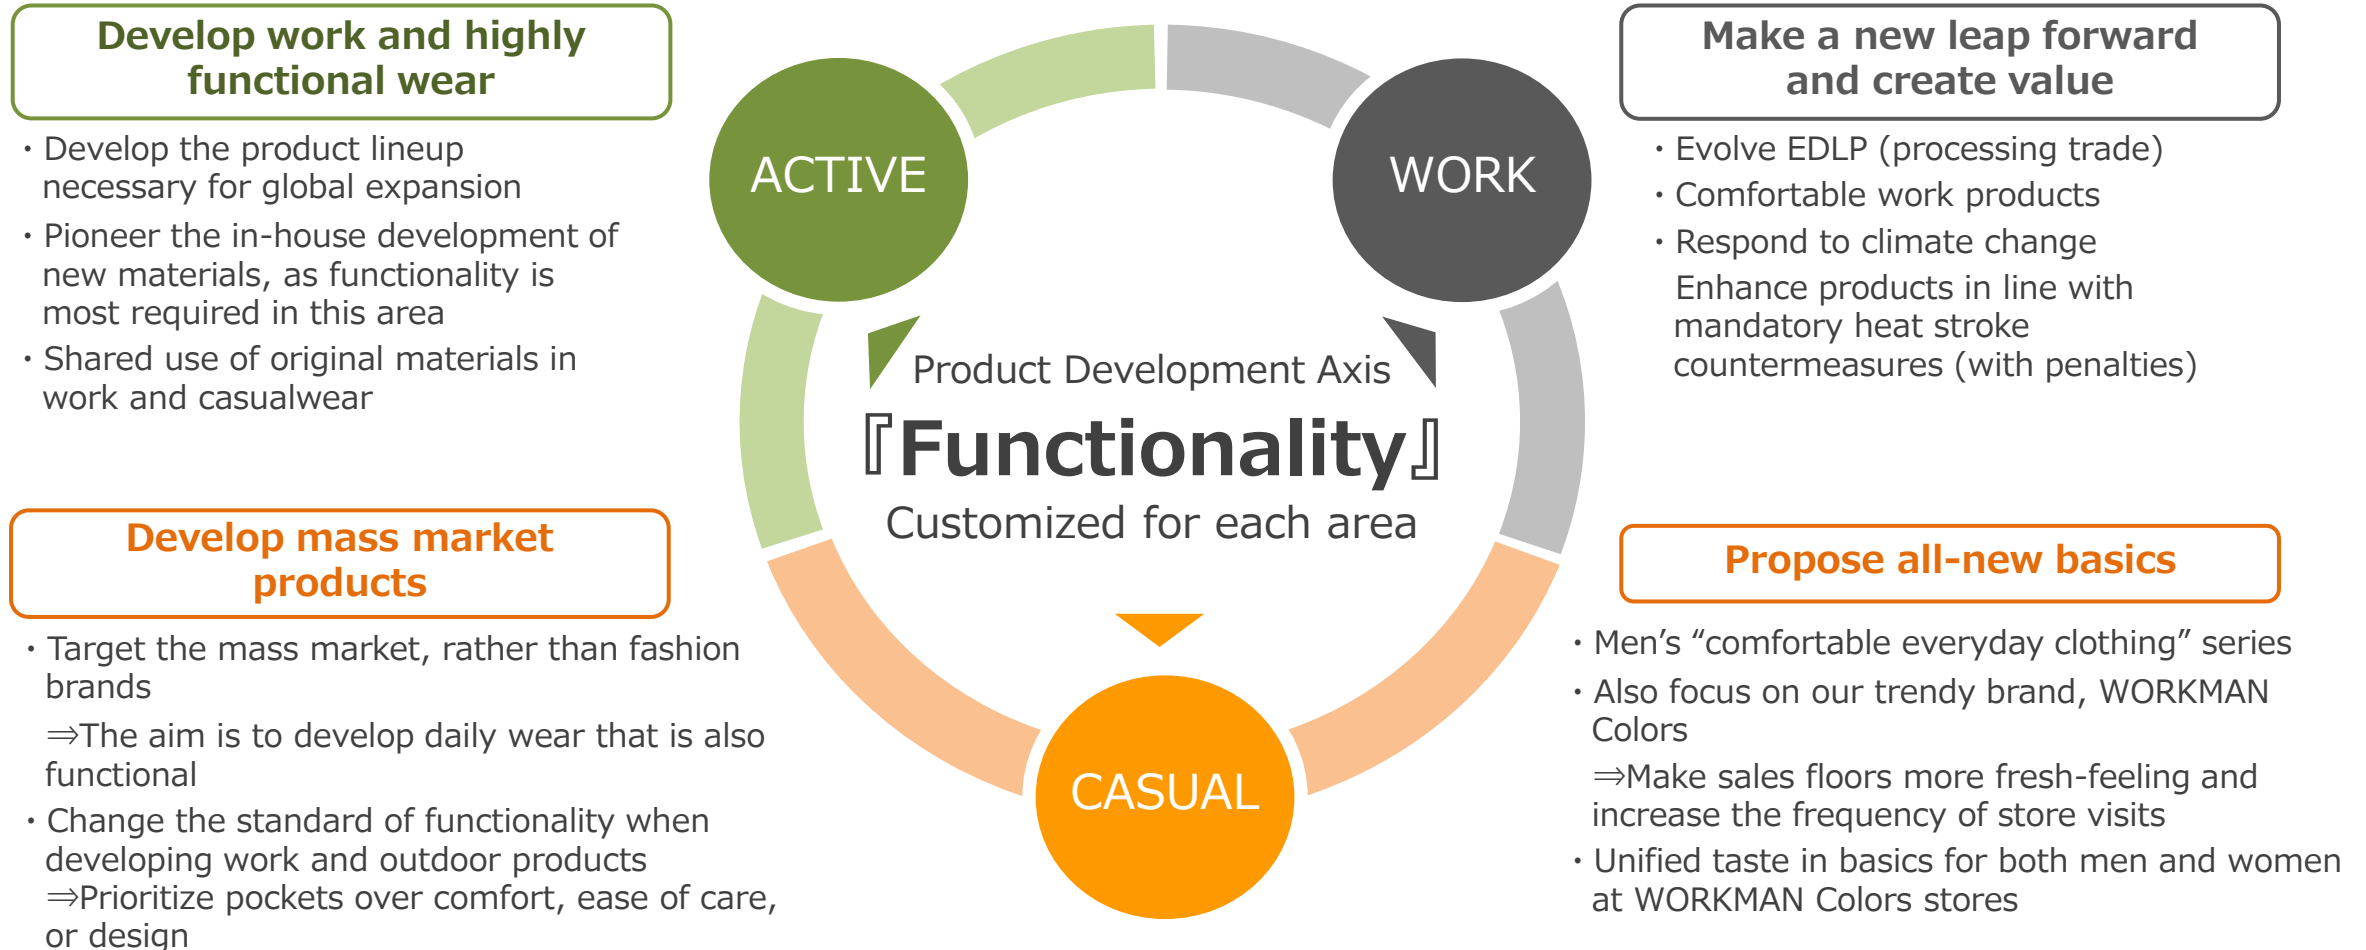 Develop work and highly
functional wear
・Develop the product lineup
necessary for global expansion
・Pioneer the in-house development of
new materials, as functionality is
most required in this area
・Shared use of original materials in
work and casualwear
ACTIVE
WORK
Make a new leap forward
and create value
・Evolve EDLP (processing trade)
・Comfortable work products
・Respond to climate change
Enhance products in line with
mandatory heat stroke
countermeasures (with penalties)
Product Development Axis
『Functionality』
Customized for each area
Develop mass market
products
・Target the mass market, rather than fashion
brands
⇒The aim is to develop daily wear that is also
functional
・Change the standard of functionality when
developing work and outdoor products
⇒Prioritize pockets over comfort, ease of care,
or design
CASUAL
Propose all-new basics
・Men’s “comfortable everyday clothing” series
・Also focus on our trendy brand, WORKMAN
Colors
⇒Make sales floors more fresh-feeling and
increase the frequency of store visits
・Unified taste in basics for both men and women
at WORKMAN Colors stores